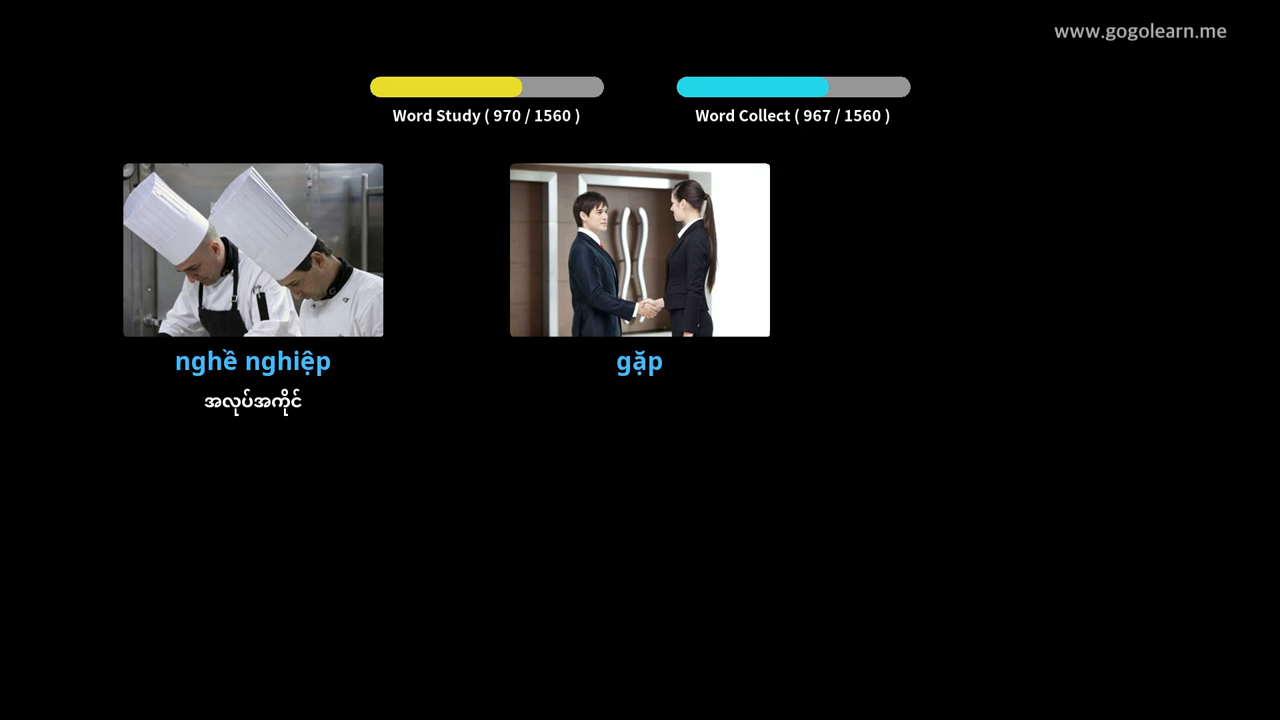 www.gogolearn.me
Word Study ( 970 / 1560 )
Word Collect ( 967 / 1560 )
nghề nghiệp
gặp
အလုပ်အကိုင်